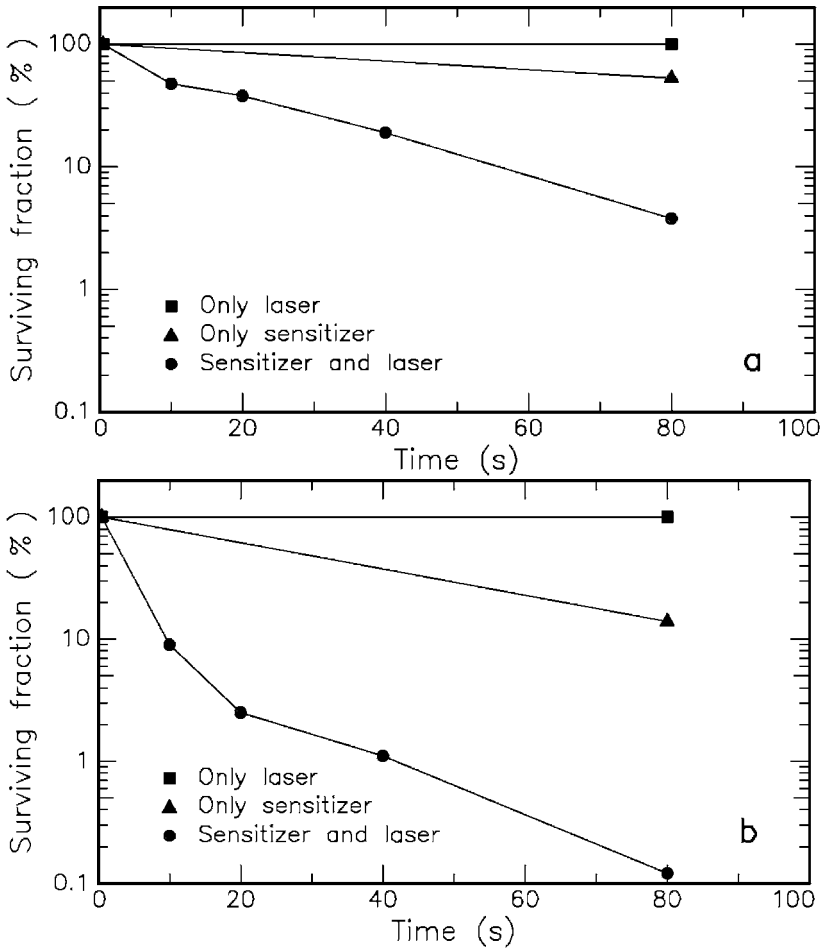 Surviving fraction ( % )
100
10
1
0.1
■ Only laser
▲ Only sensitizer
● Sensitizer and laser
a
0 20 40 60 80 100
Time (s)
Surviving fraction ( % )
100
10
1
0.1
■ Only laser
▲ Only sensitizer
● Sensitizer and laser
b
0 20 40 60 80 100
Time (s)